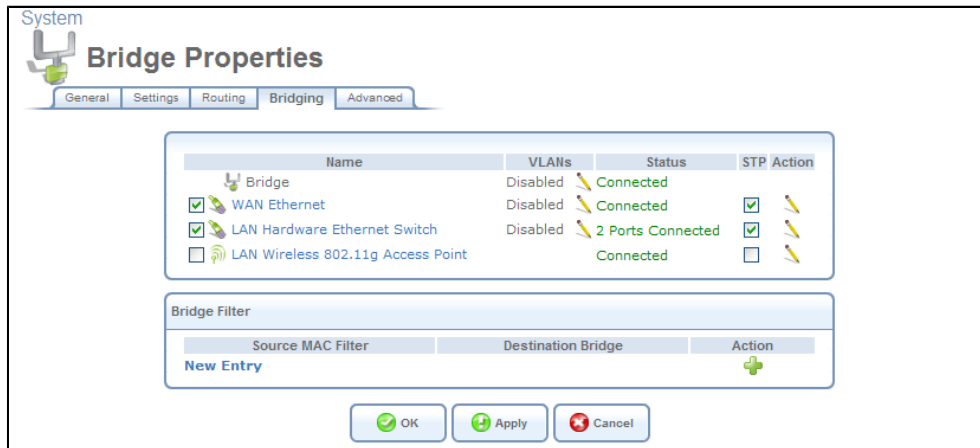 System
Bridge Properties
General Settings Routing Bridging Advanced
Name VLANs Status STP Action
Bridge Disabled Connected
WAN Ethernet Disabled Connected
LAN Hardware Ethernet Switch Disabled 2 Ports Connected
LAN Wireless 802.11g Access Point Connected
Bridge Filter
Source MAC Filter Destination Bridge Action
New Entry
OK Apply Cancel